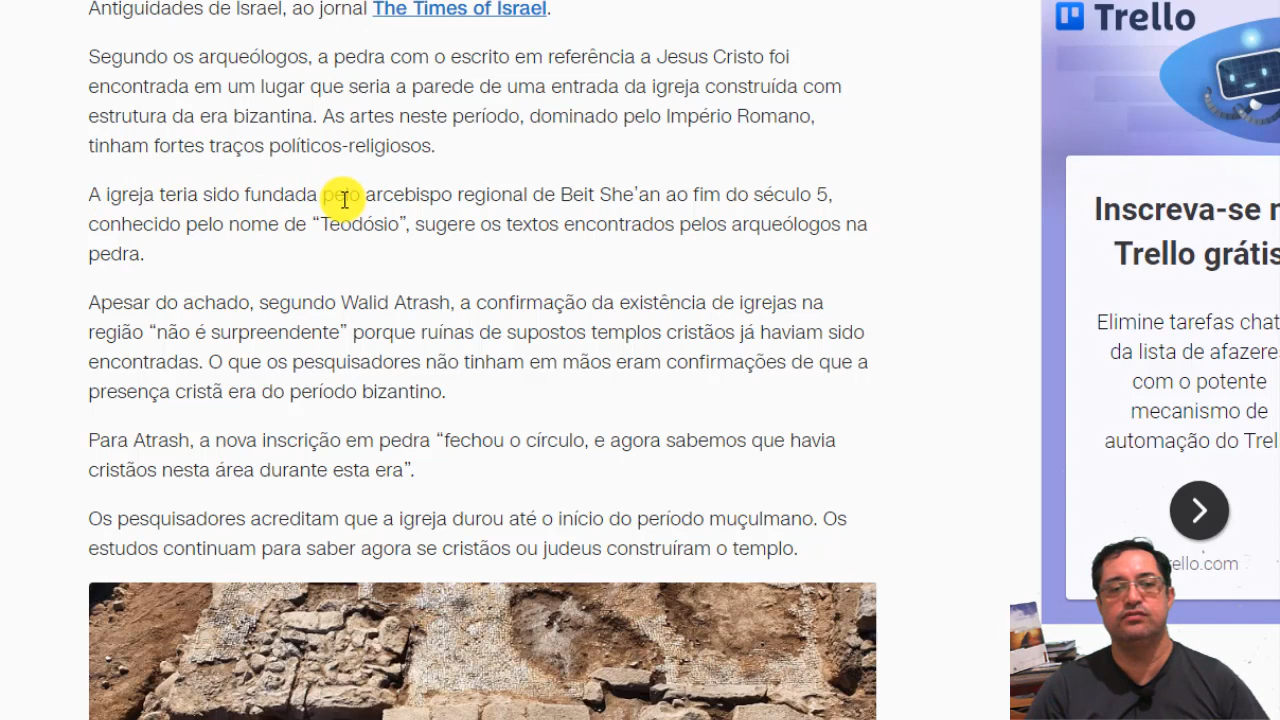 Antiguidades de Israel, ao jornal The Times of Israel.
Segundo os arqueólogos, a pedra com o escrito em referência a Jesus Cristo foi
encontrada em um lugar que seria a parede de uma entrada da igreja construída com
estrutura da era bizantina. As artes neste período, dominado pelo Império Romano,
tinham fortes traços políticos-religiosos.
A igreja teria sido fundada pelo arcebispo regional de Beit She’an ao fim do século 5,
conhecido pelo nome de “Teodósio”, sugere os textos encontrados pelos arqueólogos na
pedra.
Apesar do achado, segundo Walid Atrash, a confirmação da existência de igrejas na
região “não é surpreendente” porque ruínas de supostos templos cristãos já haviam sido
encontradas. O que os pesquisadores não tinham em mãos eram confirmações de que a
presença cristã era do período bizantino.
Para Atrash, a nova inscrição em pedra “fechou o círculo, e agora sabemos que havia
cristãos nesta área durante esta era”.
Os pesquisadores acreditam que a igreja durou até o início do período muçulmano. Os
estudos continuam para saber agora se cristãos ou judeus construíram o templo.
Trello
Inscreva-se n
Trello grátis
Elimine tarefas chat
da lista de afazere
com o potente
mecanismo de
automação do Trel
ello.com